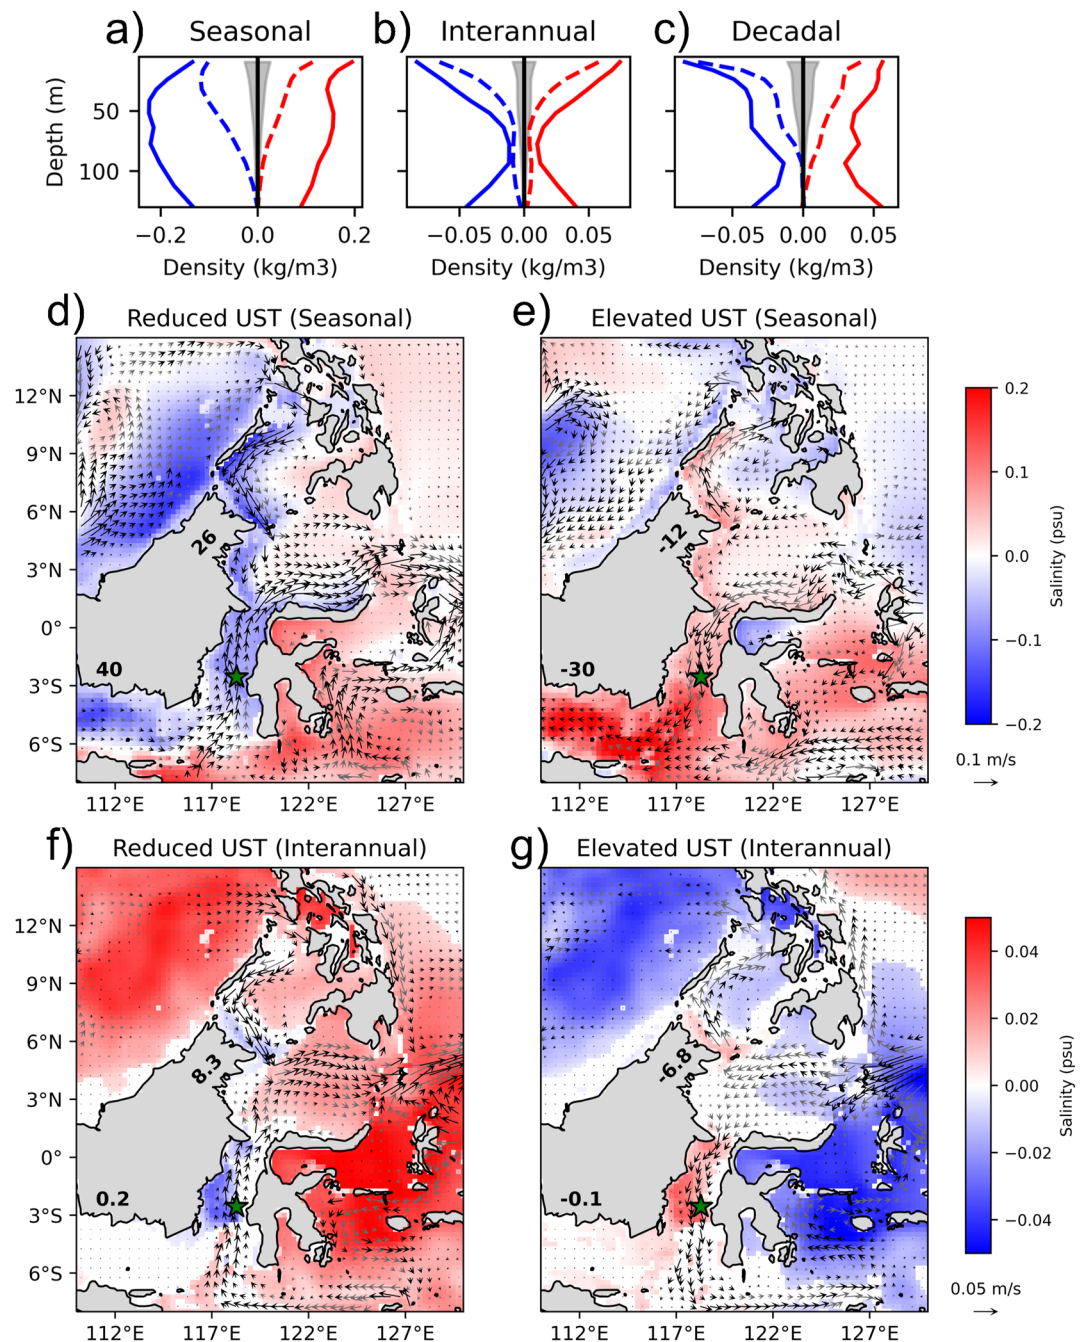 a) Seasonal
b) Interannual
c) Decadal
Depth (m)
50
100
−0.2 0.0 0.2
−0.05 0.00 0.05
−0.05 0.00 0.05
Density (kg/m3)
Density (kg/m3)
Density (kg/m3)
d) Reduced UST (Seasonal)
e) Elevated UST (Seasonal)
12°N
9°N
6°N
3°N
0°
3°S
6°S
26
40
-12
-30
112°E 117°E 122°E 127°E
112°E 117°E 122°E 127°E
0.2
0.1
0.0
−0.1
−0.2
Salinity (psu)
0.1 m/s
f) Reduced UST (Interannual)
g) Elevated UST (Interannual)
12°N
9°N
6°N
3°N
0°
3°S
6°S
8.3
0.2
-6.8
-0.1
112°E 117°E 122°E 127°E
112°E 117°E 122°E 127°E
0.04
0.02
0.00
−0.02
−0.04
Salinity (psu)
0.05 m/s